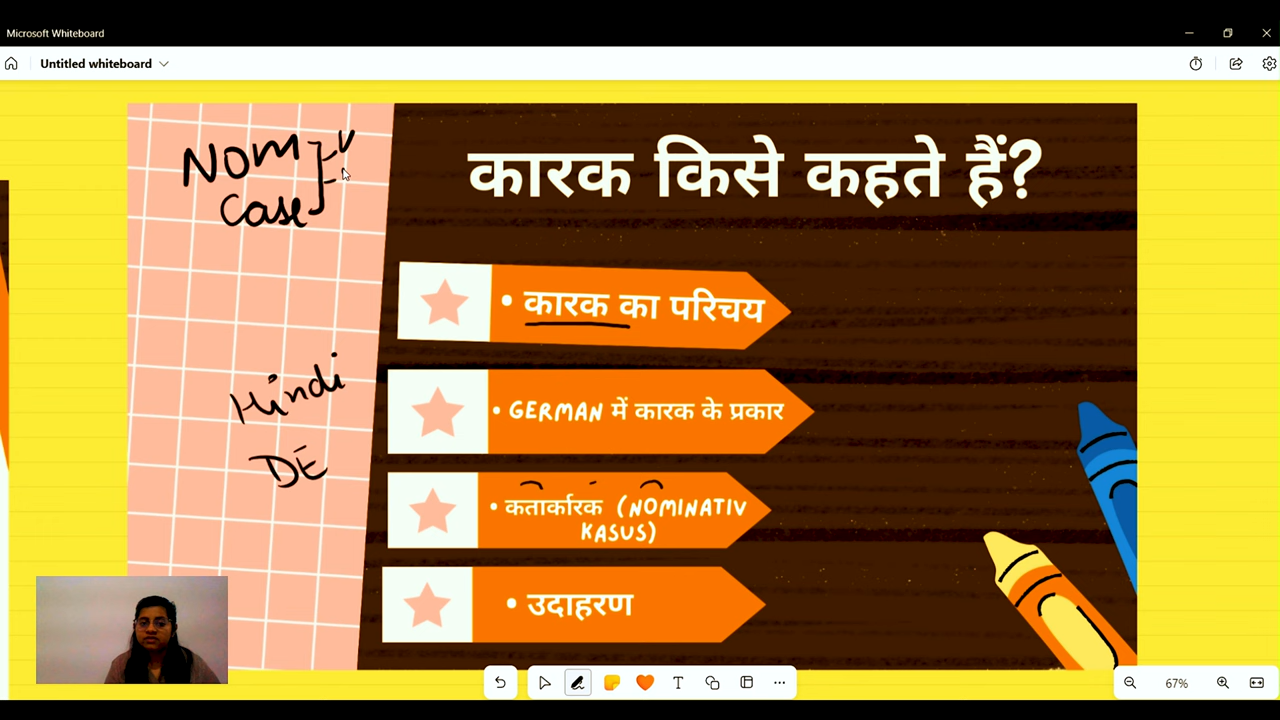 Microsoft Whiteboard
Untitled whiteboard
Nom
Case
कारक किसे कहते हैं?
• कारक का परिचय
Hindi
• GERMAN में कारक के प्रकार
DE
• कतार्कारक (NOMINATIV
KASUS)
• उदाहरण
67%